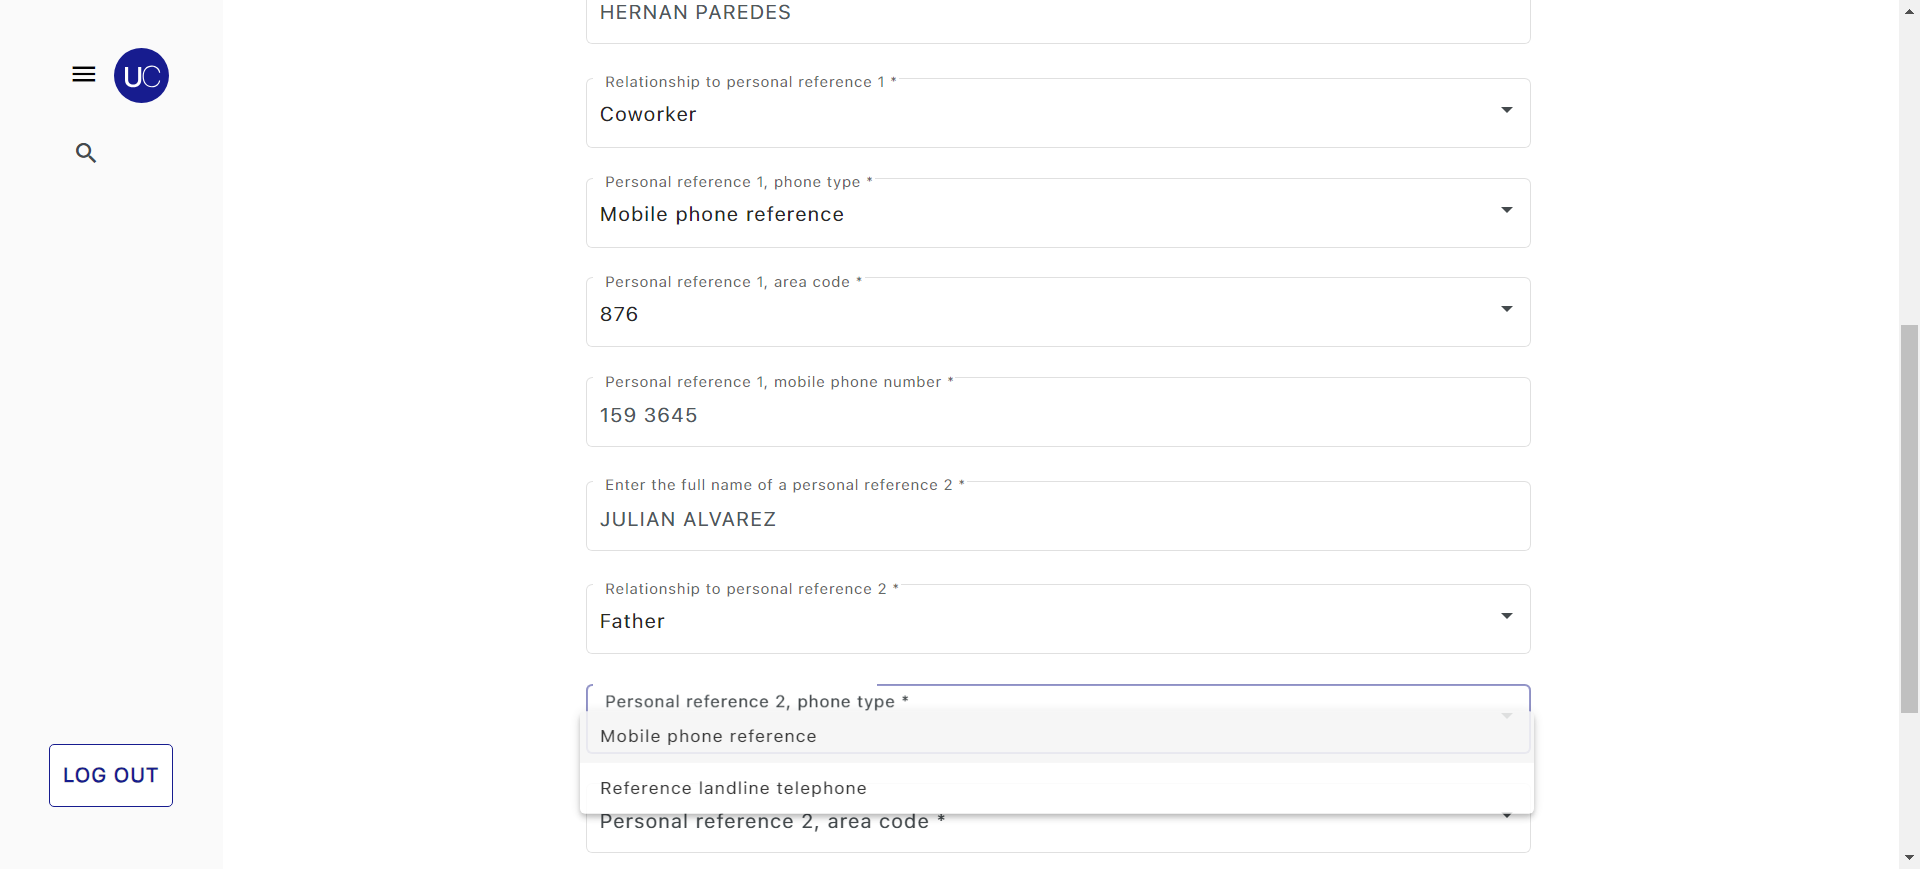 HERNAN PAREDES
UC
Relationship to personal reference 1 *
Coworker
Personal reference 1, phone type *
Mobile phone reference
Personal reference 1, area code *
876
Personal reference 1, mobile phone number *
159 3645
Enter the full name of a personal reference 2 *
JULIAN ALVAREZ
Relationship to personal reference 2 *
Father
Personal reference 2, phone type *
Mobile phone reference
Reference landline telephone
Personal reference 2, area code *
LOG OUT